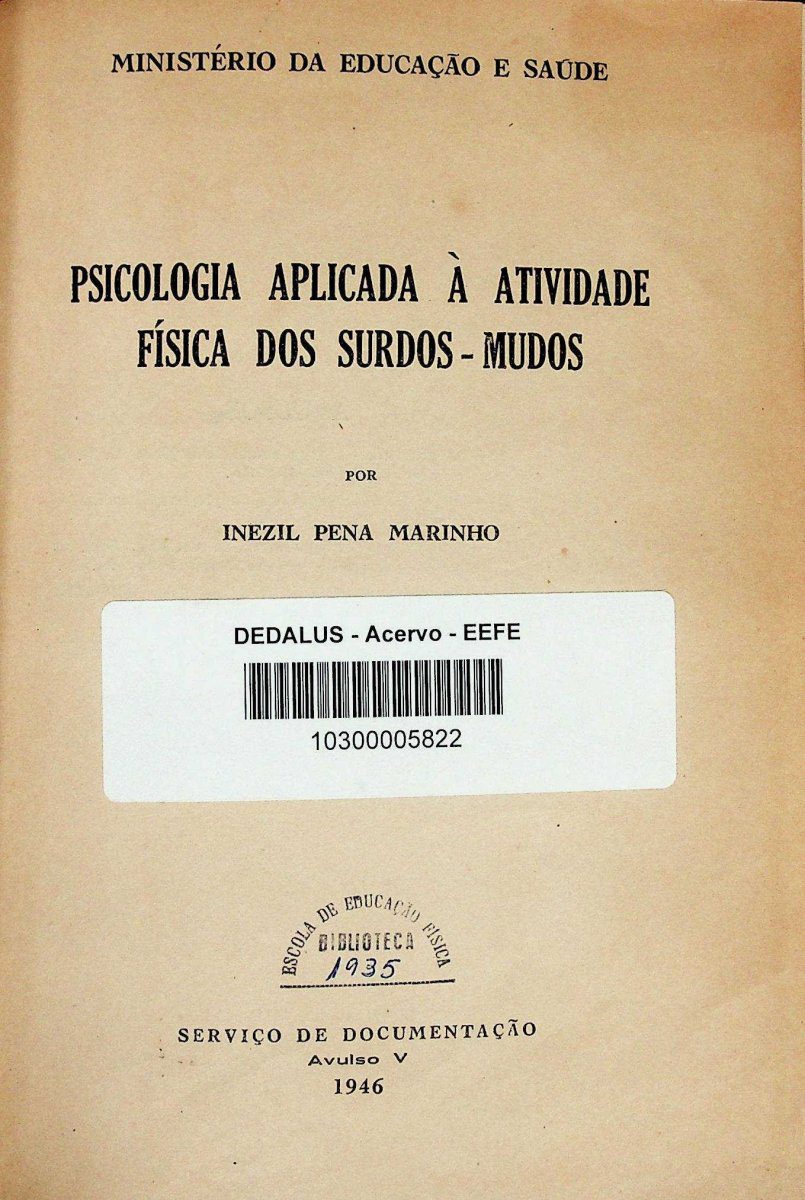 MINISTÉRIO DA EDUCAÇÃO E SAÚDE
PSICOLOGIA APLICADA À ATIVIDADE
FÍSICA DOS SURDOS - MUDOS
POR
INEZIL PENA MARINHO
DEDALUS - Acervo - EEFE
10300005822
ESCOLA DE EDUCAÇÃO FÍSICA
BIBLIOTECA
1935
SERVIÇO DE DOCUMENTAÇÃO
Avulso V
1946